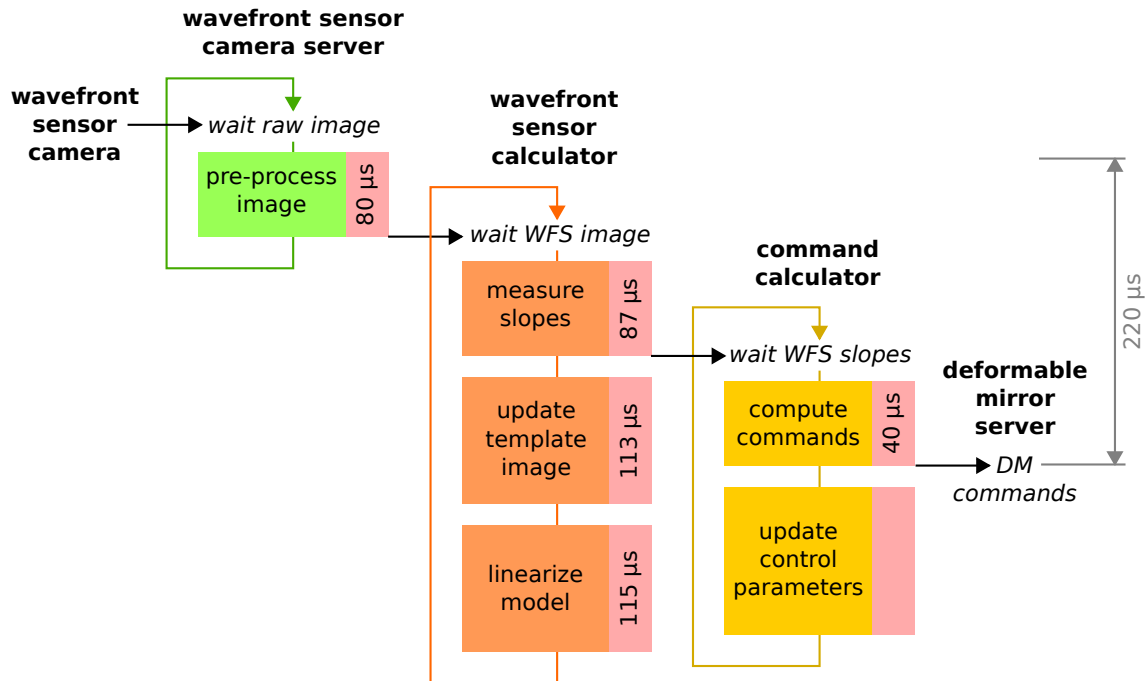 wavefront sensor
camera server
wavefront
sensor
camera
wait raw image
pre-process
image
80 µs
wavefront
sensor
calculator
wait WFS image
measure
slopes
87 µs
update
template
image
113 µs
linearize
model
115 µs
command
calculator
wait WFS slopes
compute
commands
40 µs
update
control
parameters
deformable
mirror
server
DM
commands
220 µs